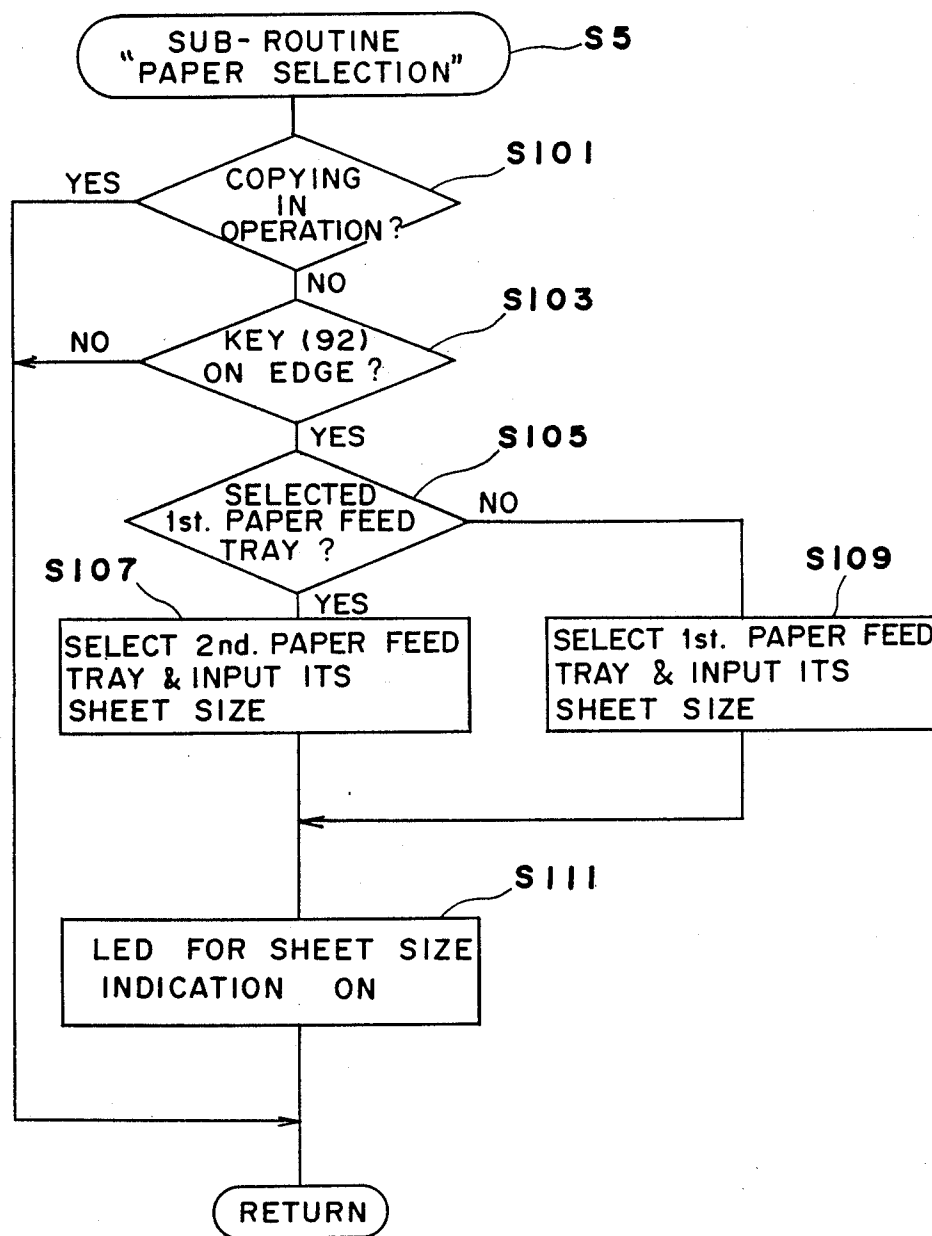 SUB-ROUTINE
"PAPER SELECTION"
S5
S101
YES
COPYING
IN
OPERATION?
NO
S103
NO
KEY (92)
ON EDGE?
YES
S105
SELECTED
1st. PAPER FEED
TRAY ?
NO
S107
YES
S109
SELECT 2nd. PAPER FEED
TRAY & INPUT ITS
SHEET SIZE
SELECT 1st. PAPER FEED
TRAY & INPUT ITS
SHEET SIZE
S111
LED FOR SHEET SIZE
INDICATION ON
RETURN